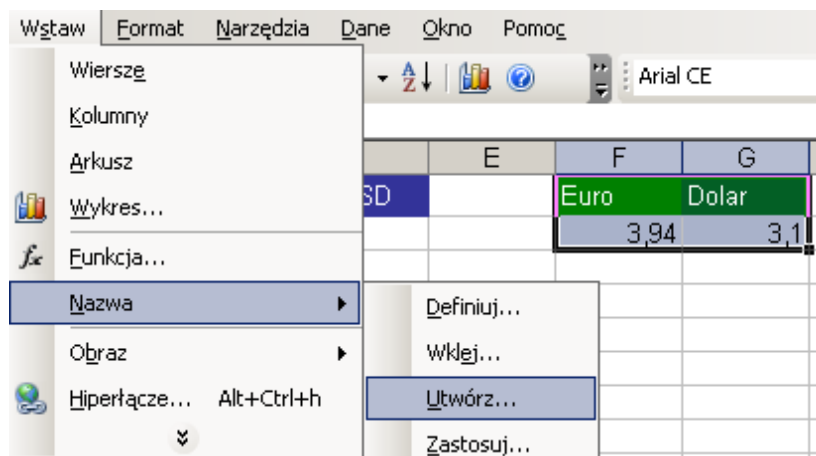 Wstaw Format Narzędzia Dane Okno Pomoc
Wiersze
Kolumny
Arkusz
Wykres...
Funkcja...
Nazwa
Obraz
Hiperłącze... Alt+Ctrl+h
Definiuj...
Wklej...
Utwórz...
Zastosuj...
A
Z
Arial CE
E F G
SD Euro Dolar
3,94 3,1